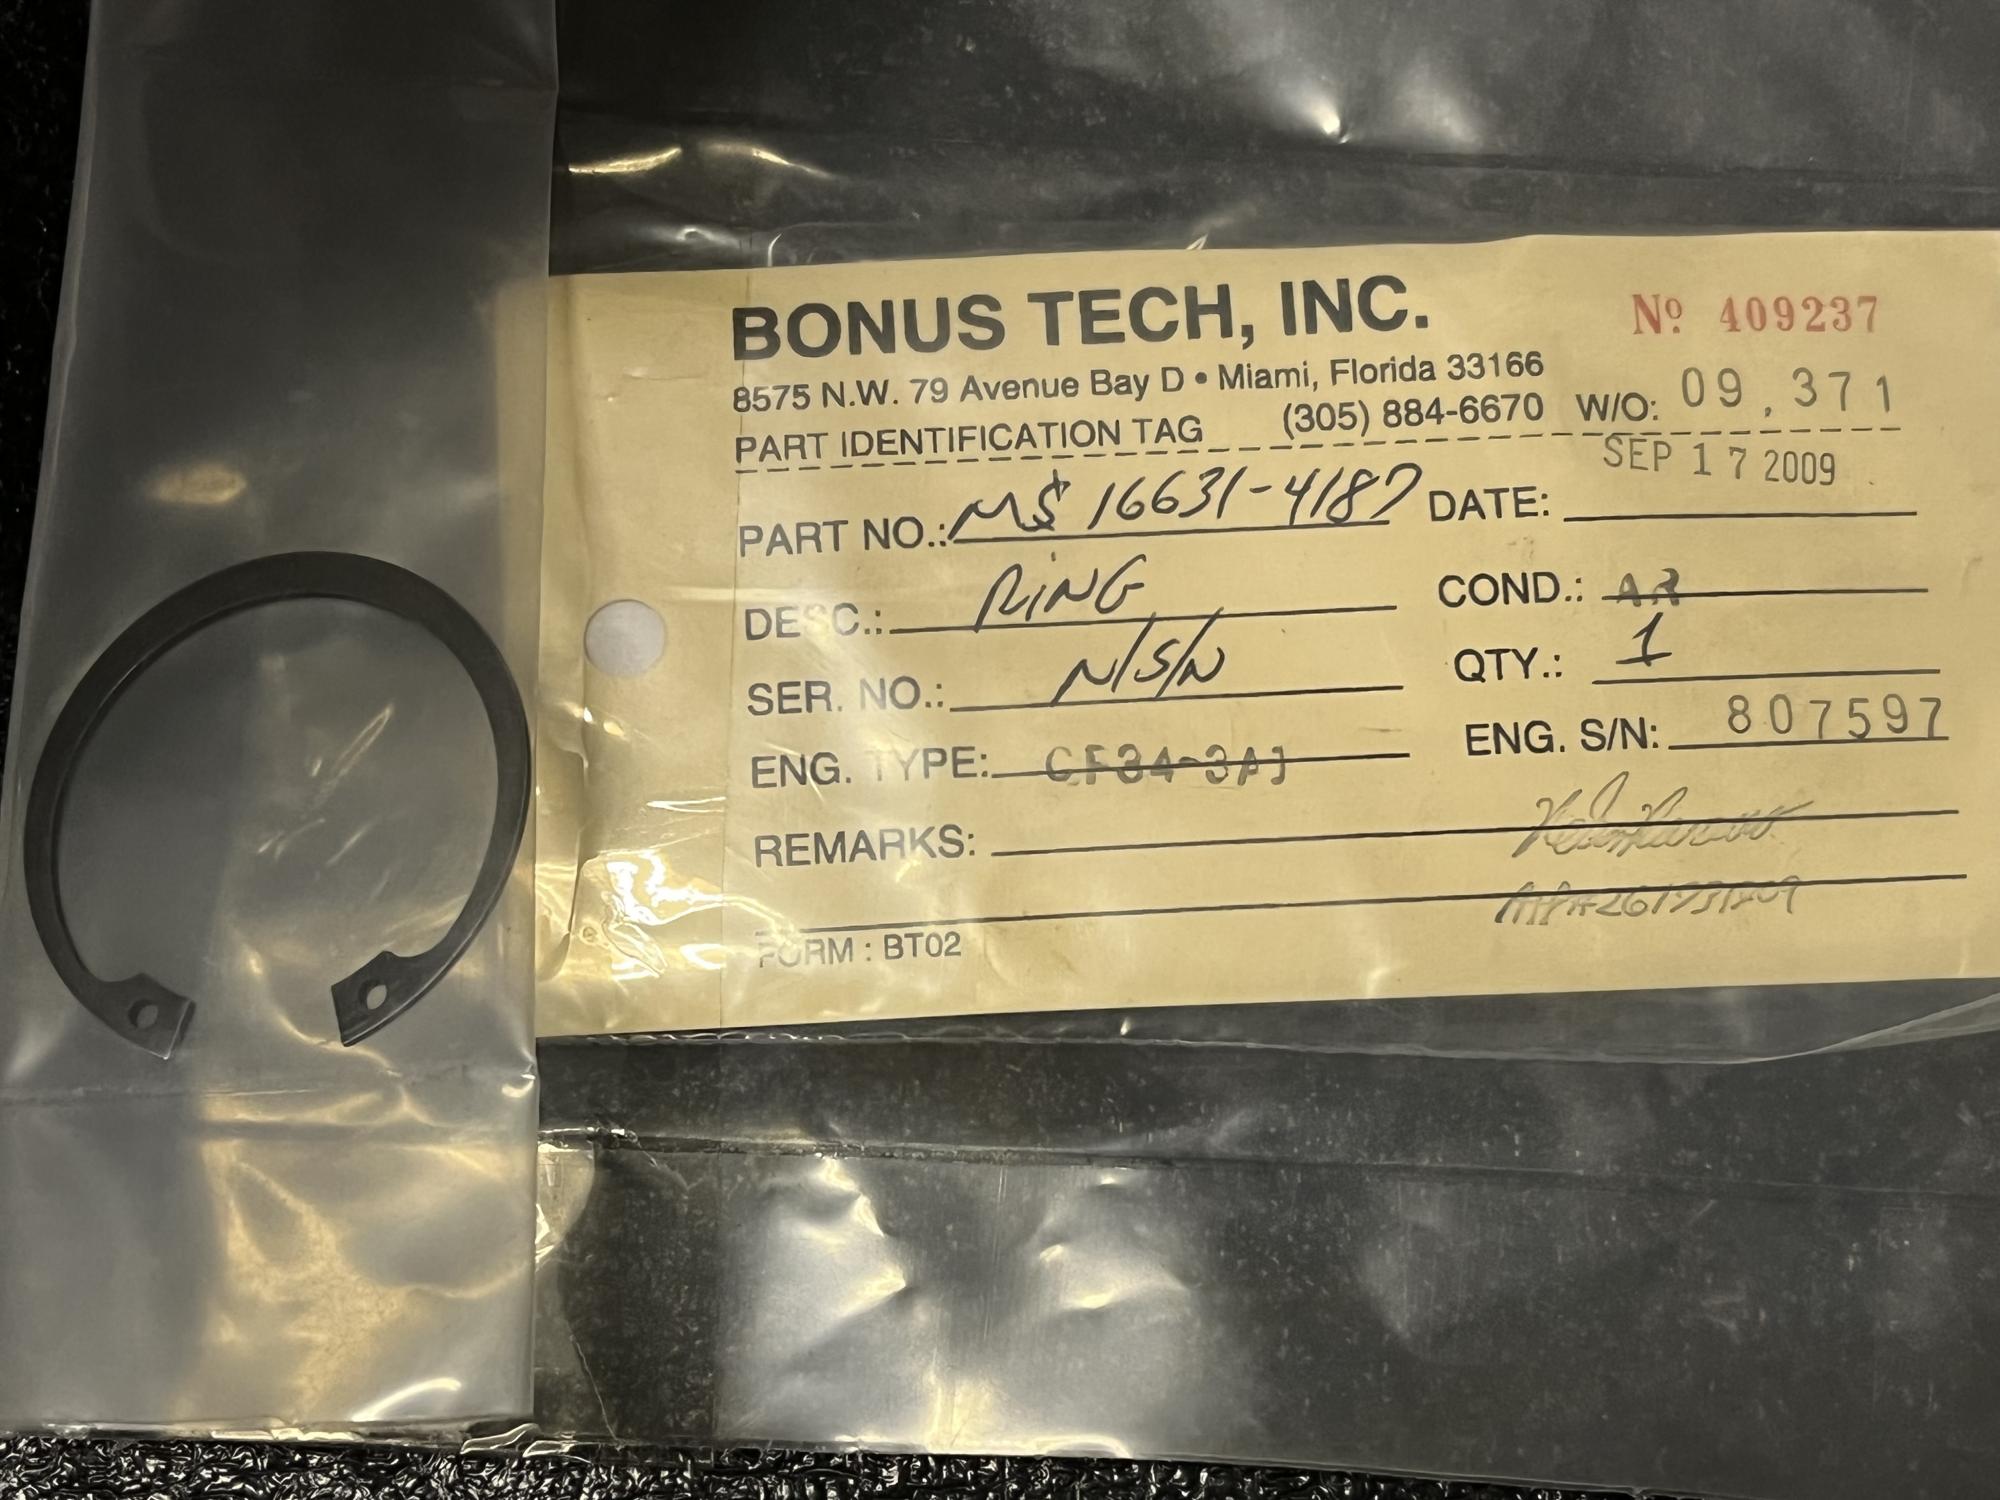 BONUS TECH, INC.
Nº 409237
8575 N.W. 79 Avenue Bay D • Miami, Florida 33166
PART IDENTIFICATION TAG (305) 884-6670 W/O: 09,371
PART NO.: MS 16631-4187 DATE: SEP 17 2009
DESC.: RING COND.: AR
SER. NO.: N/S/N QTY.: 1
ENG. TYPE: CF34-3A1 ENG. S/N: 807597
REMARKS:
FORM : BT02